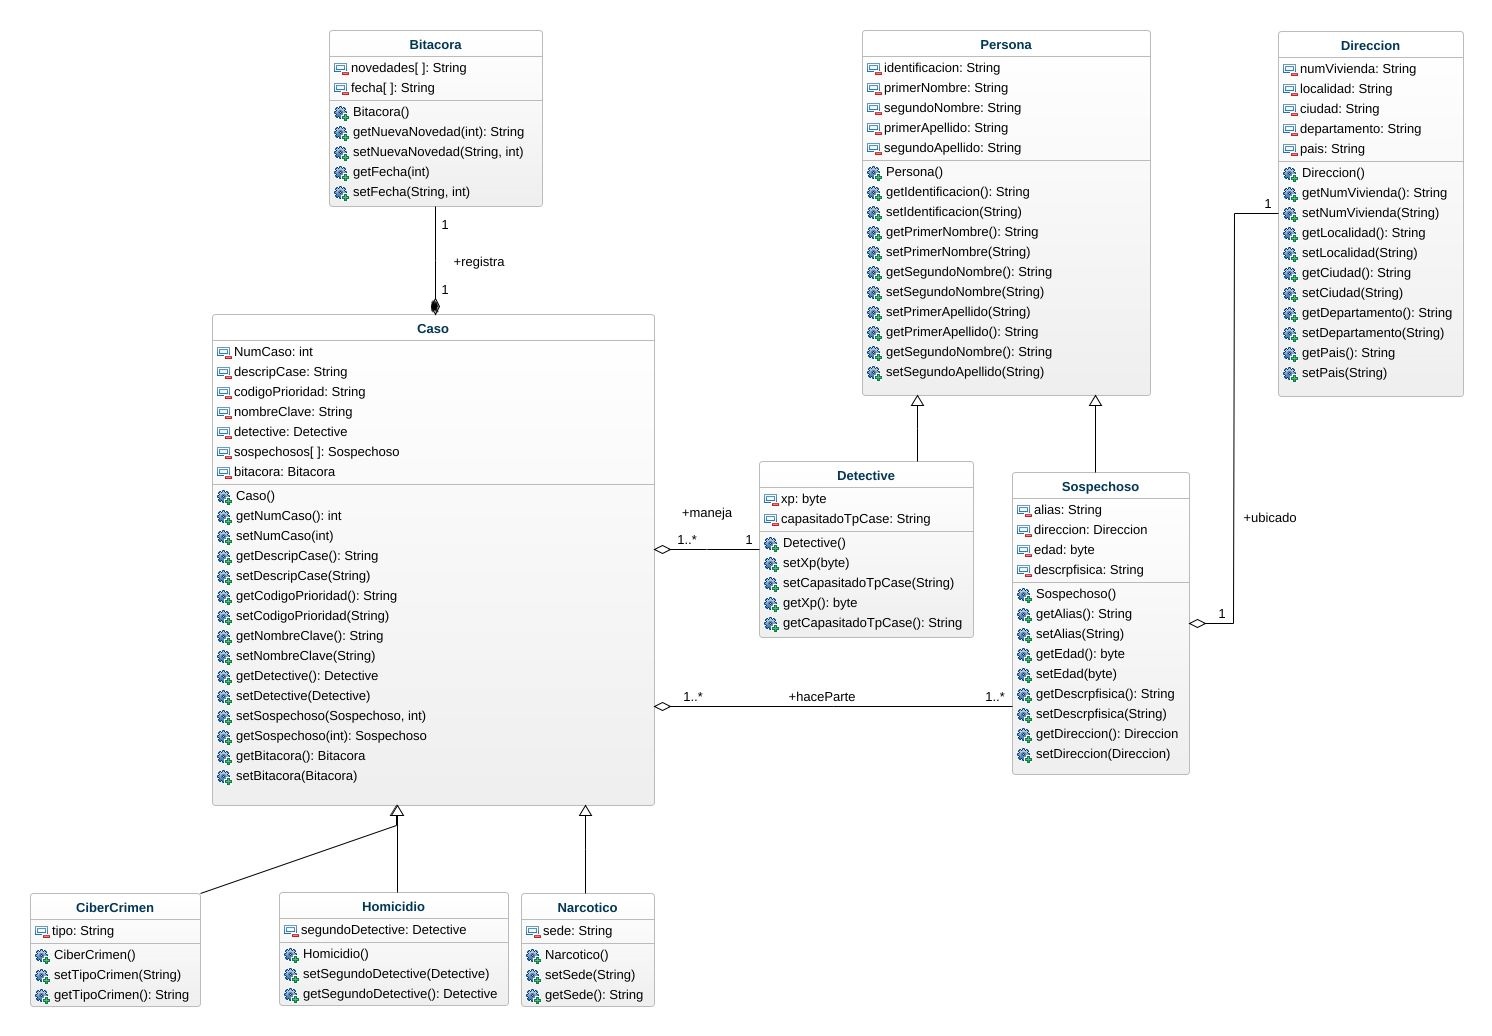 Bitacora
novedades[ ]: String
fecha[ ]: String
Bitacora()
getNuevaNovedad(int): String
setNuevaNovedad(String, int)
getFecha(int)
setFecha(String, int)
1
+registra
1
Caso
NumCaso: int
descripCase: String
codigoPrioridad: String
nombreClave: String
detective: Detective
sospechosos[ ]: Sospechoso
bitacora: Bitacora
Caso()
getNumCaso(): int
setNumCaso(int)
getDescripCase(): String
setDescripCase(String)
getCodigoPrioridad(): String
setCodigoPrioridad(String)
getNombreClave(): String
setNombreClave(String)
getDetective(): Detective
setDetective(Detective)
setSospechoso(Sospechoso, int)
getSospechoso(int): Sospechoso
getBitacora(): Bitacora
setBitacora(Bitacora)
Persona
identificacion: String
primerNombre: String
segundoNombre: String
primerApellido: String
segundoApellido: String
Persona()
getIdentificacion(): String
setIdentificacion(String)
getPrimerNombre(): String
setPrimerNombre(String)
getSegundoNombre(): String
setSegundoNombre(String)
setPrimerApellido(String)
getPrimerApellido(): String
getSegundoNombre(): String
setSegundoApellido(String)
Direccion
numVivienda: String
localidad: String
ciudad: String
departamento: String
pais: String
Direccion()
getNumVivienda(): String
setNumVivienda(String)
getLocalidad(): String
setLocalidad(String)
getCiudad(): String
setCiudad(String)
getDepartamento(): String
setDepartamento(String)
getPais(): String
setPais(String)
1
+ubicado
1
+maneja
1..*
1
Detective
xp: byte
capasitadoTpCase: String
Detective()
setXp(byte)
setCapasitadoTpCase(String)
getXp(): byte
getCapasitadoTpCase(): String
Sospechoso
alias: String
direccion: Direccion
edad: byte
descrpfisica: String
Sospechoso()
getAlias(): String
setAlias(String)
getEdad(): byte
setEdad(byte)
getDescrpfisica(): String
setDescrpfisica(String)
getDireccion(): Direccion
setDireccion(Direccion)
1..*
+haceParte
1..*
CiberCrimen
tipo: String
CiberCrimen()
setTipoCrimen(String)
getTipoCrimen(): String
Homicidio
segundoDetective: Detective
Homicidio()
setSegundoDetective(Detective)
getSegundoDetective(): Detective
Narcotico
sede: String
Narcotico()
setSede(String)
getSede(): String